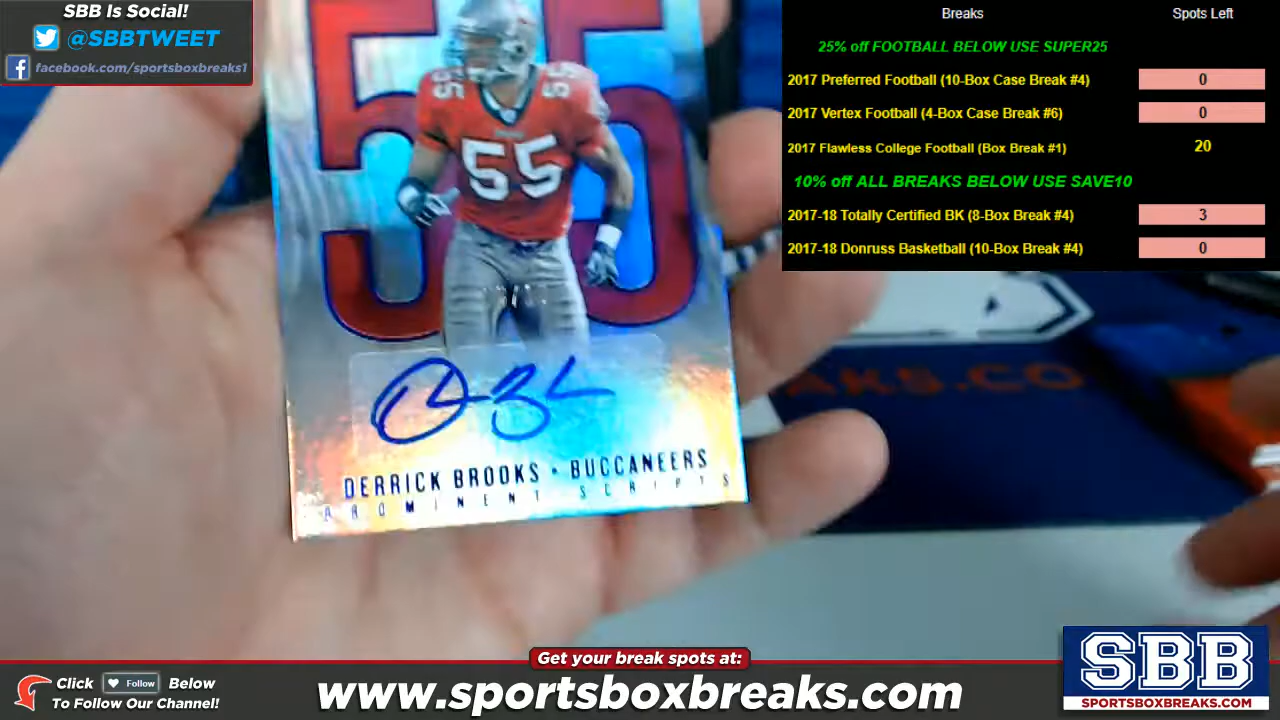 SBB Is Social!
@SBBTWEET
facebook.com/sportsboxbreaks1
Breaks Spots Left
25% off FOOTBALL BELOW USE SUPER25
2017 Preferred Football (10-Box Case Break #4) 0
2017 Vertex Football (4-Box Case Break #6) 0
2017 Flawless College Football (Box Break #1) 20
10% off ALL BREAKS BELOW USE SAVE10
2017-18 Totally Certified BK (8-Box Break #4) 3
2017-18 Donruss Basketball (10-Box Break #4) 0
55
55 55
55
DERRICK BROOKS • BUCCANEERS
PROMINENT SCRIPTS
AKS.CO
Get your break spots at:
Click Follow Below
To Follow Our Channel!
www.sportsboxbreaks.com
SBB
SPORTSBOXBREAKS.COM